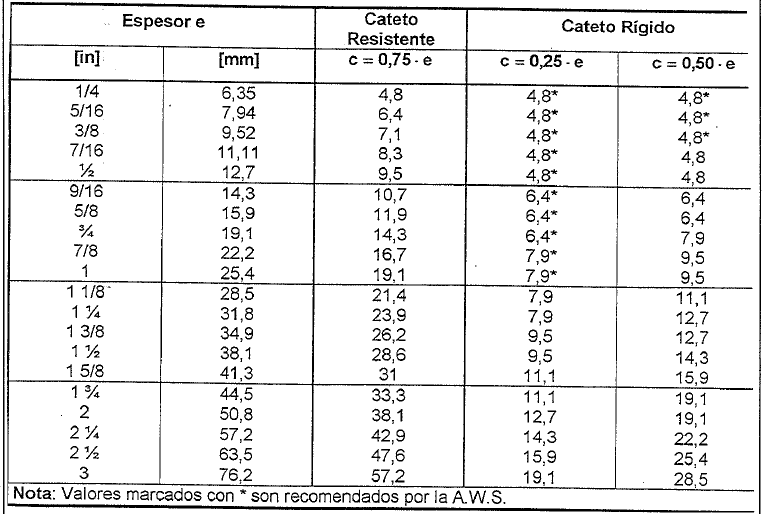 Espesor e Cateto Resistente Cateto Rígido
[in] [mm] c = 0,75 · e c = 0,25 · e c = 0,50 · e
1/4 6,35 4,8 4,8* 4,8*
5/16 7,94 6,4 4,8* 4,8*
3/8 9,52 7,1 4,8* 4,8*
7/16 11,11 8,3 4,8* 4,8
½ 12,7 9,5 4,8* 4,8
9/16 14,3 10,7 6,4* 6,4
5/8 15,9 11,9 6,4* 6,4
¾ 19,1 14,3 6,4* 7,9
7/8 22,2 16,7 7,9* 9,5
1 25,4 19,1 7,9* 9,5
1 1/8 28,5 21,4 7,9 11,1
1 ¼ 31,8 23,9 7,9 12,7
1 3/8 34,9 26,2 9,5 12,7
1 ½ 38,1 28,6 9,5 14,3
1 5/8 41,3 31 11,1 15,9
1 ¾ 44,5 33,3 11,1 19,1
2 50,8 38,1 12,7 19,1
2 ¼ 57,2 42,9 14,3 22,2
2 ½ 63,5 47,6 15,9 25,4
3 76,2 57,2 19,1 28,5
Nota: Valores marcados con * son recomendados por la A.W.S.